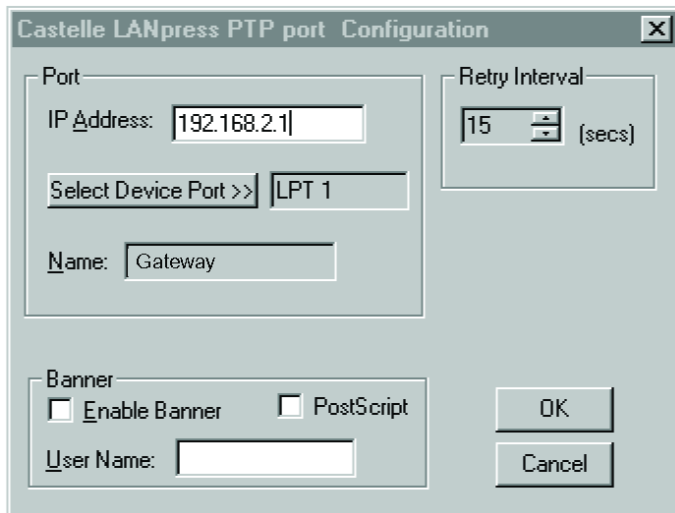 Castelle LANpress PTP port Configuration
Port
IP Address: 192.168.2.1
Select Device Port >> LPT 1
Name: Gateway
Retry Interval
15 (secs)
Banner
Enable Banner PostScript
User Name:
OK
Cancel